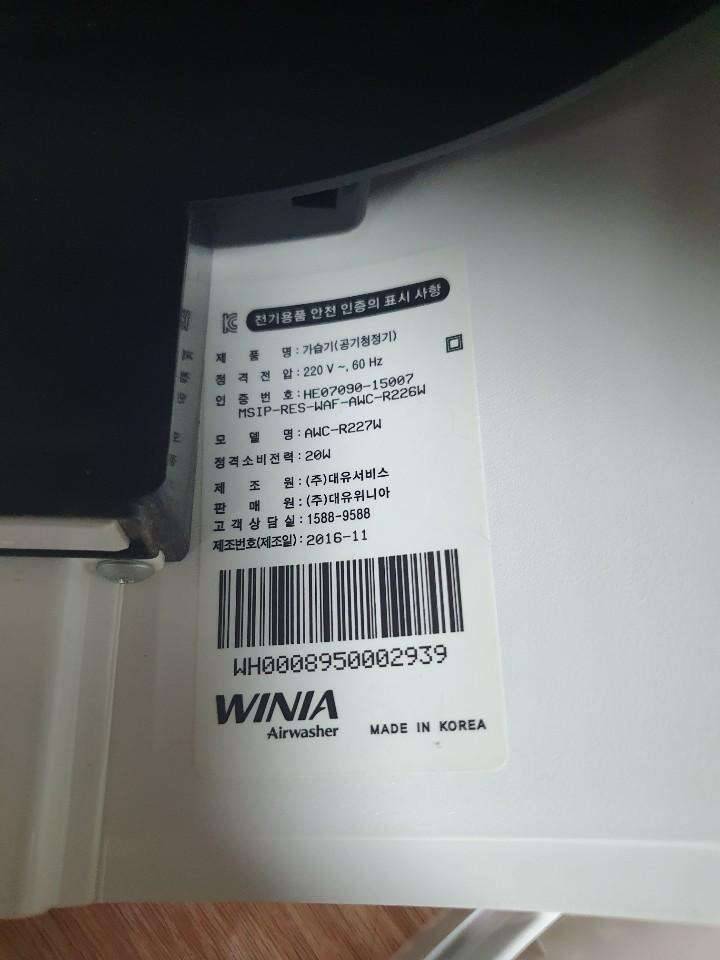 전기용품 안전 인증의 표시 사항
제 품 명 : 가습기(공기청정기)
정 격 전 압 : 220 V ~, 60 Hz
인 증 번 호 : HE07090-15007
MSIP-RES-WAF-AWC-R226W
모 델 명 : AWC-R227W
정격소비전력 : 20W
제 조 원 : (주)대유서비스
판 매 원 : (주)대유위니아
고 객 상 담 실 : 1588-9588
제조번호(제조일) : 2016-11
WH0008950002939
WINIA
Airwasher
MADE IN KOREA